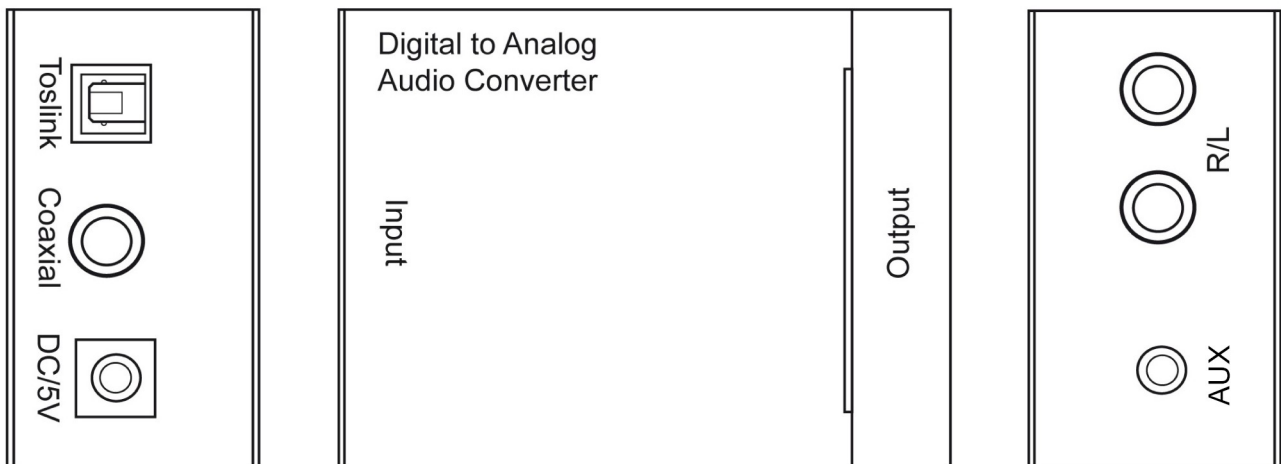 Toslink
Coaxial
DC/5V
Digital to Analog
Audio Converter
Input
Output
R/L
AUX